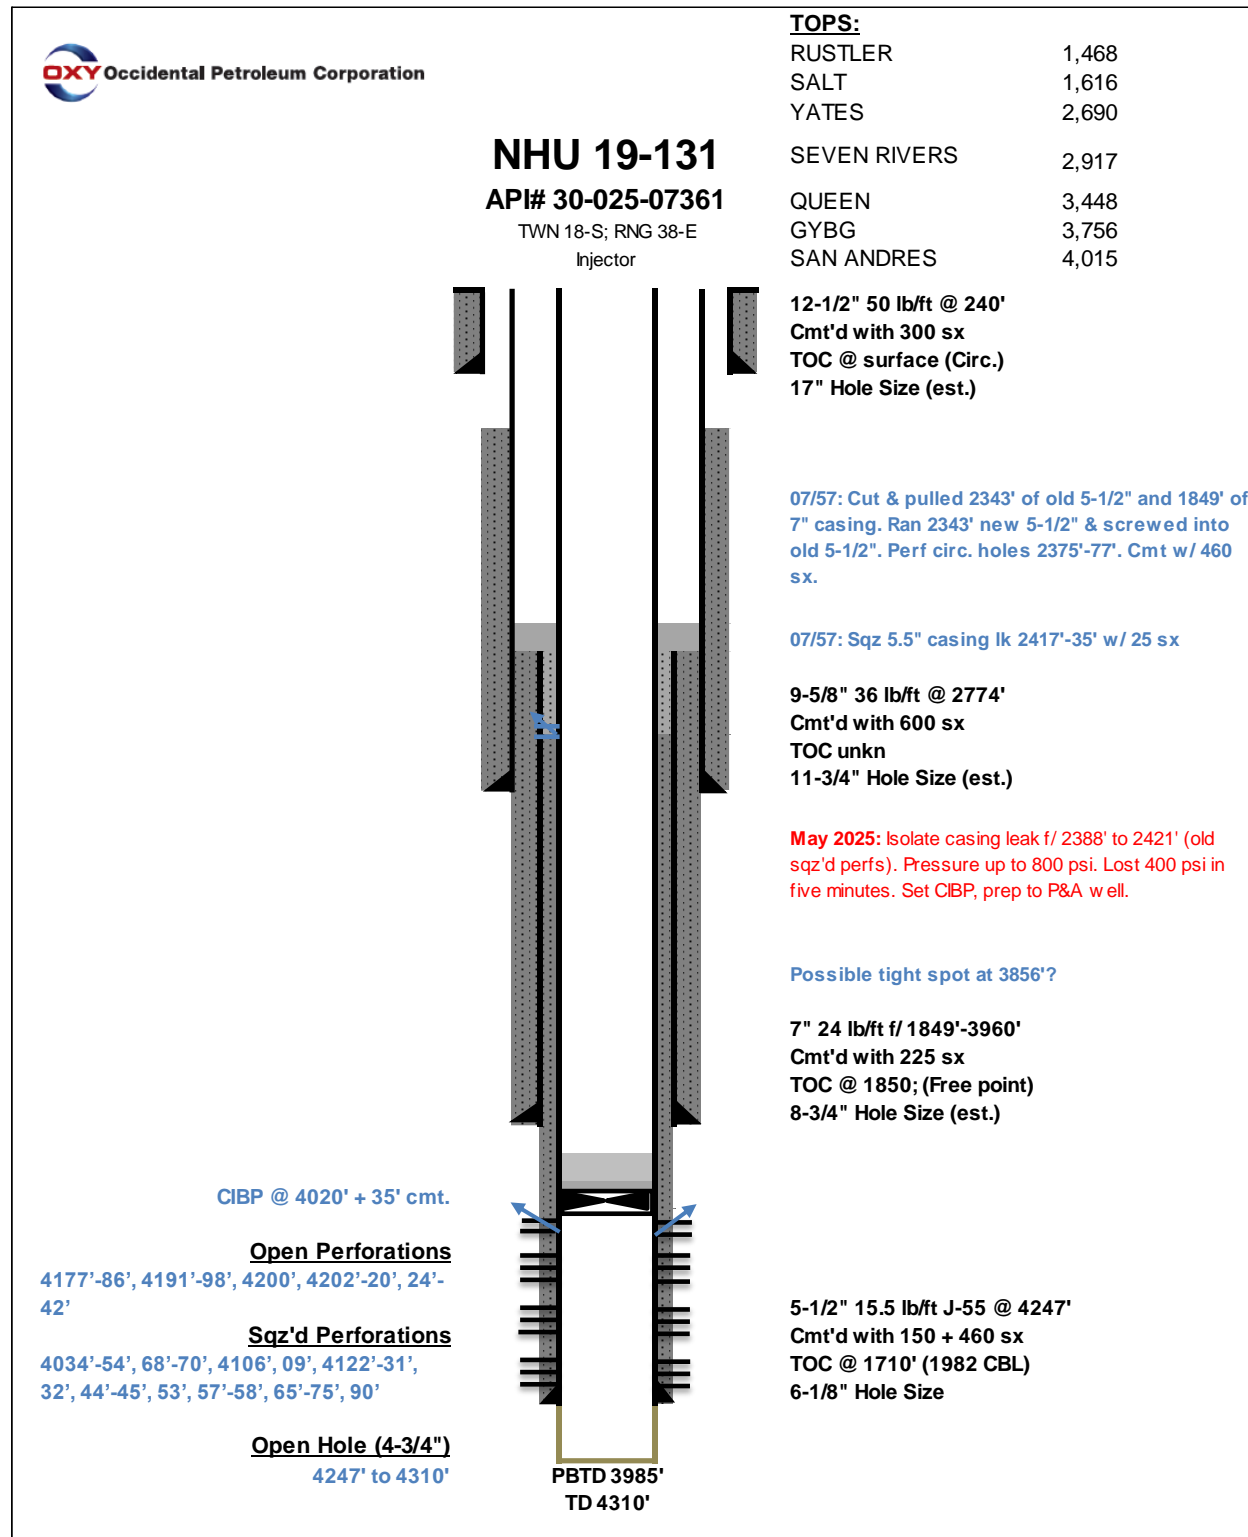 OXY Occidental Petroleum Corporation
NHU 19-131
API# 30-025-07361
TWN 18-S; RNG 38-E
Injector
TOPS:
RUSTLER 1,468
SALT 1,616
YATES 2,690
SEVEN RIVERS 2,917
QUEEN 3,448
GYBG 3,756
SAN ANDRES 4,015
12-1/2" 50 lb/ft @ 240'
Cmt'd with 300 sx
TOC @ surface (Circ.)
17" Hole Size (est.)
07/57: Cut & pulled 2343' of old 5-1/2" and 1849' of
7" casing. Ran 2343' new 5-1/2" & screwed into
old 5-1/2". Perf circ. holes 2375'-77'. Cmt w/ 460
sx.
07/57: Sqz 5.5" casing lk 2417'-35' w/ 25 sx
9-5/8" 36 lb/ft @ 2774'
Cmt'd with 600 sx
TOC unkn
11-3/4" Hole Size (est.)
May 2025: Isolate casing leak f/ 2388' to 2421' (old
sqz'd perfs). Pressure up to 800 psi. Lost 400 psi in
five minutes. Set CIBP, prep to P&A well.
Possible tight spot at 3856'?
7" 24 lb/ft f/ 1849'-3960'
Cmt'd with 225 sx
TOC @ 1850; (Free point)
8-3/4" Hole Size (est.)
CIBP @ 4020' + 35' cmt.
Open Perforations
4177’-86’, 4191’-98’, 4200’, 4202’-20’, 24’-
42’
Sqz'd Perforations
4034’-54’, 68’-70’, 4106’, 09’, 4122’-31’,
32’, 44’-45’, 53’, 57’-58’, 65’-75’, 90’
Open Hole (4-3/4")
4247' to 4310'
5-1/2" 15.5 lb/ft J-55 @ 4247'
Cmt'd with 150 + 460 sx
TOC @ 1710' (1982 CBL)
6-1/8" Hole Size
PBTD 3985'
TD 4310'